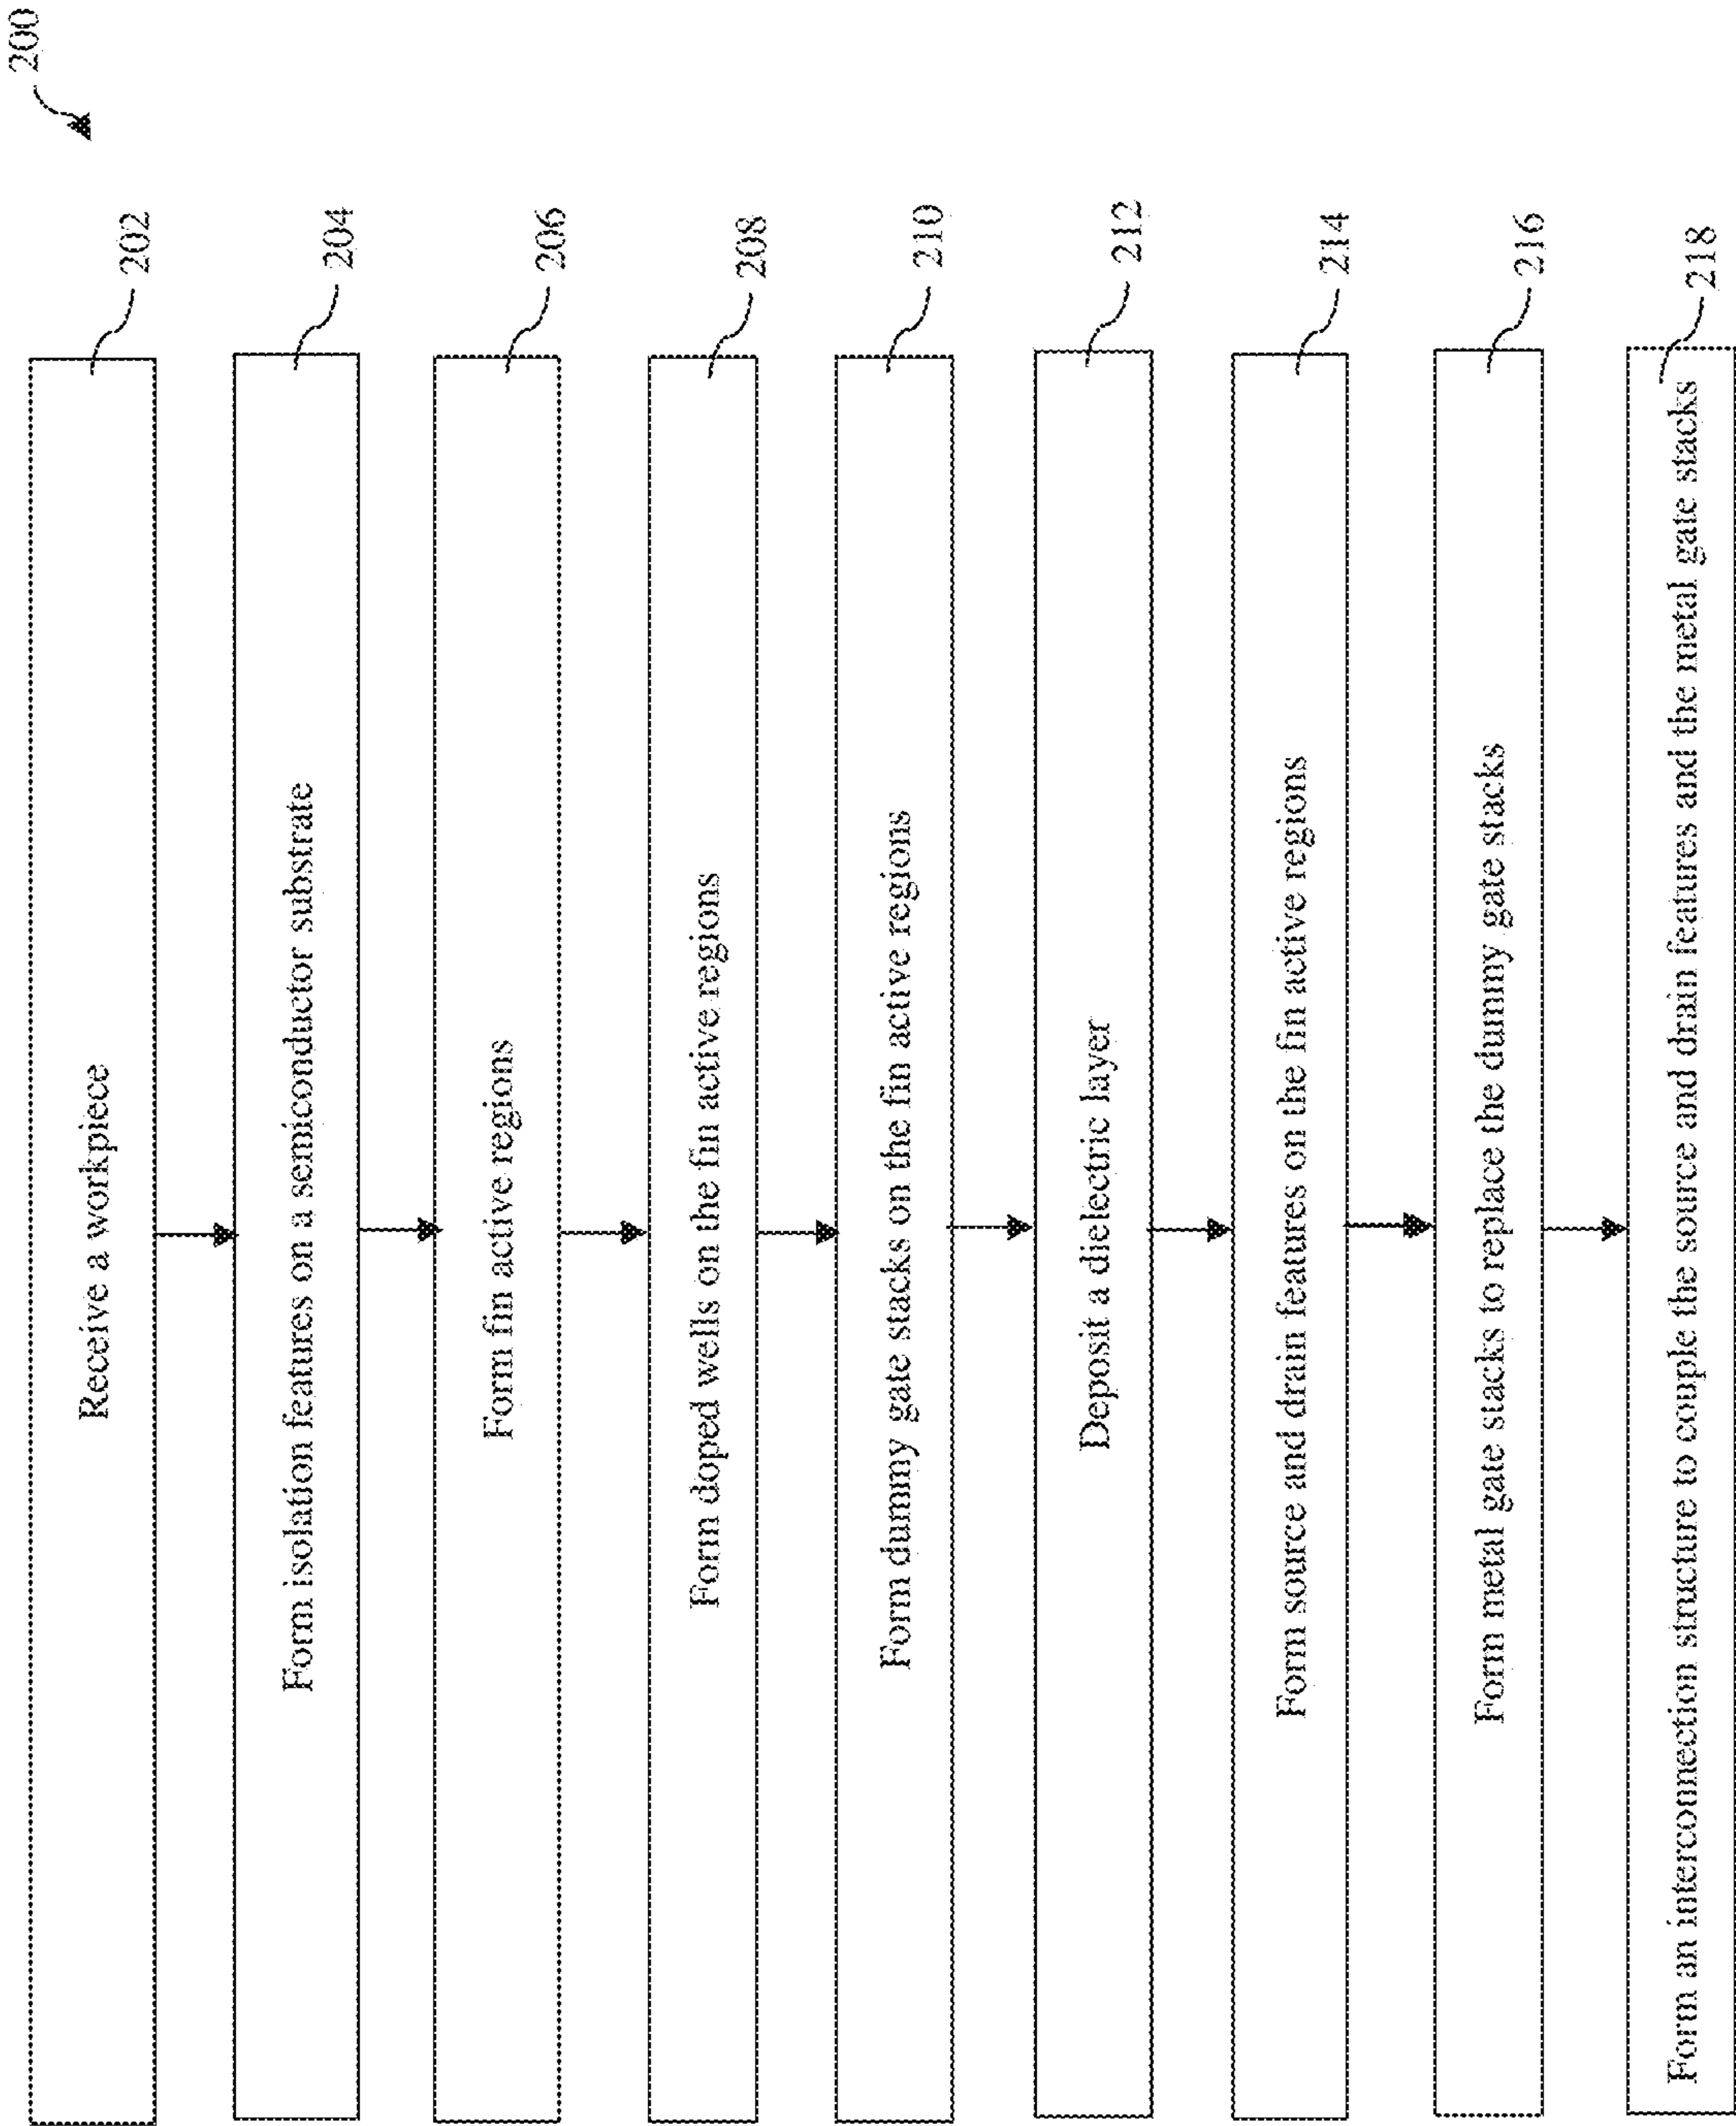 200
Receive a workpiece
202
Form isolation features on a semiconductor substrate
204
Form fin active regions
206
Form doped wells on the fin active regions
208
Form dummy gate stacks on the fin active regions
210
Deposit a dielectric layer
212
Form source and drain features on the fin active regions
214
Form metal gate stacks to replace the dummy gate stacks
216
Form an interconnection structure to couple the source and drain features and the metal gate stacks
218